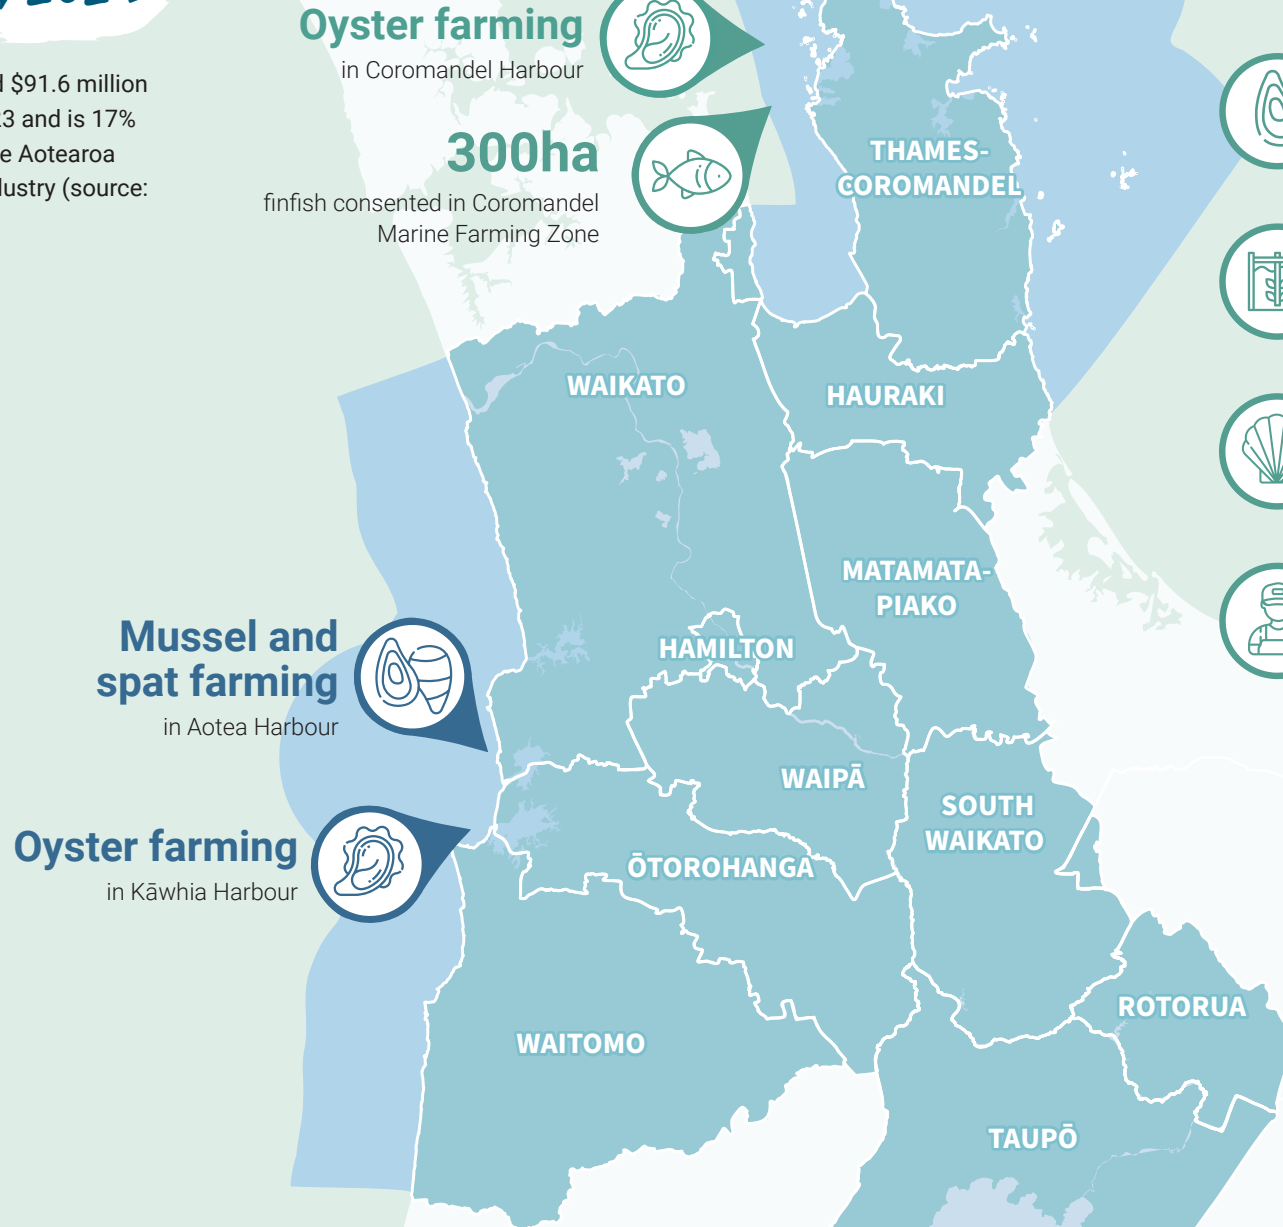 Oyster farming
in Coromandel Harbour
$91.6 million
and is 17%
Aotearoa
(source:
300ha
finfish consented in Coromandel
Marine Farming Zone
THAMES-
COROMANDEL
WAIKATO
HAURAKI
MATAMATA-
PIAKO
HAMILTON
Mussel and
spat farming
in Aotea Harbour
WAIPĀ
SOUTH
WAIKATO
Oyster farming
in Kāwhia Harbour
ŌTOROHANGA
ROTORUA
WAITOMO
TAUPŌ